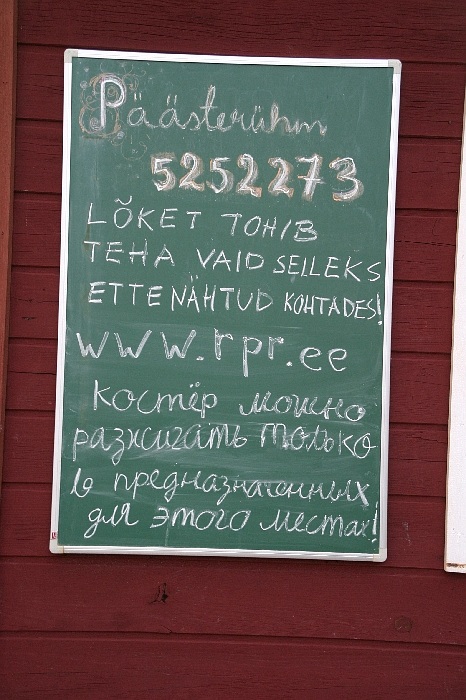 Päästerühm
5252273
LÕKET TOHIB
TEHA VAID SELLEKS
ETTENÄHTUD KOHTADES!
www.rpr.ee
костёр можно
разжигать только
в предназначенных
для этого местах!